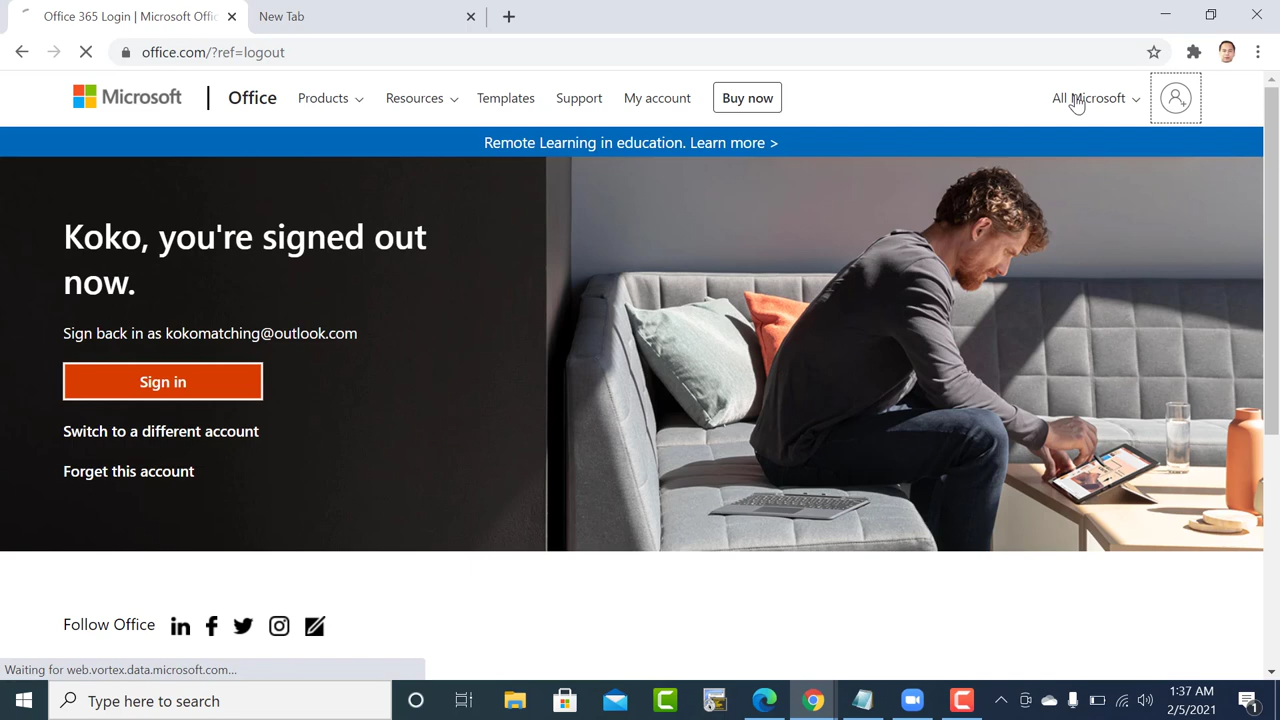 Office 365 Login | Microsoft Offic
New Tab
office.com/?ref=logout
Microsoft
Office
Products
Resources
Templates
Support
My account
Buy now
All Microsoft
Remote Learning in education. Learn more >
Koko, you're signed out
now.
Sign back in as kokomatching@outlook.com
Sign in
Switch to a different account
Forget this account
Follow Office
Waiting for web.vortex.data.microsoft.com...
Type here to search
1:37 AM
2/5/2021
1